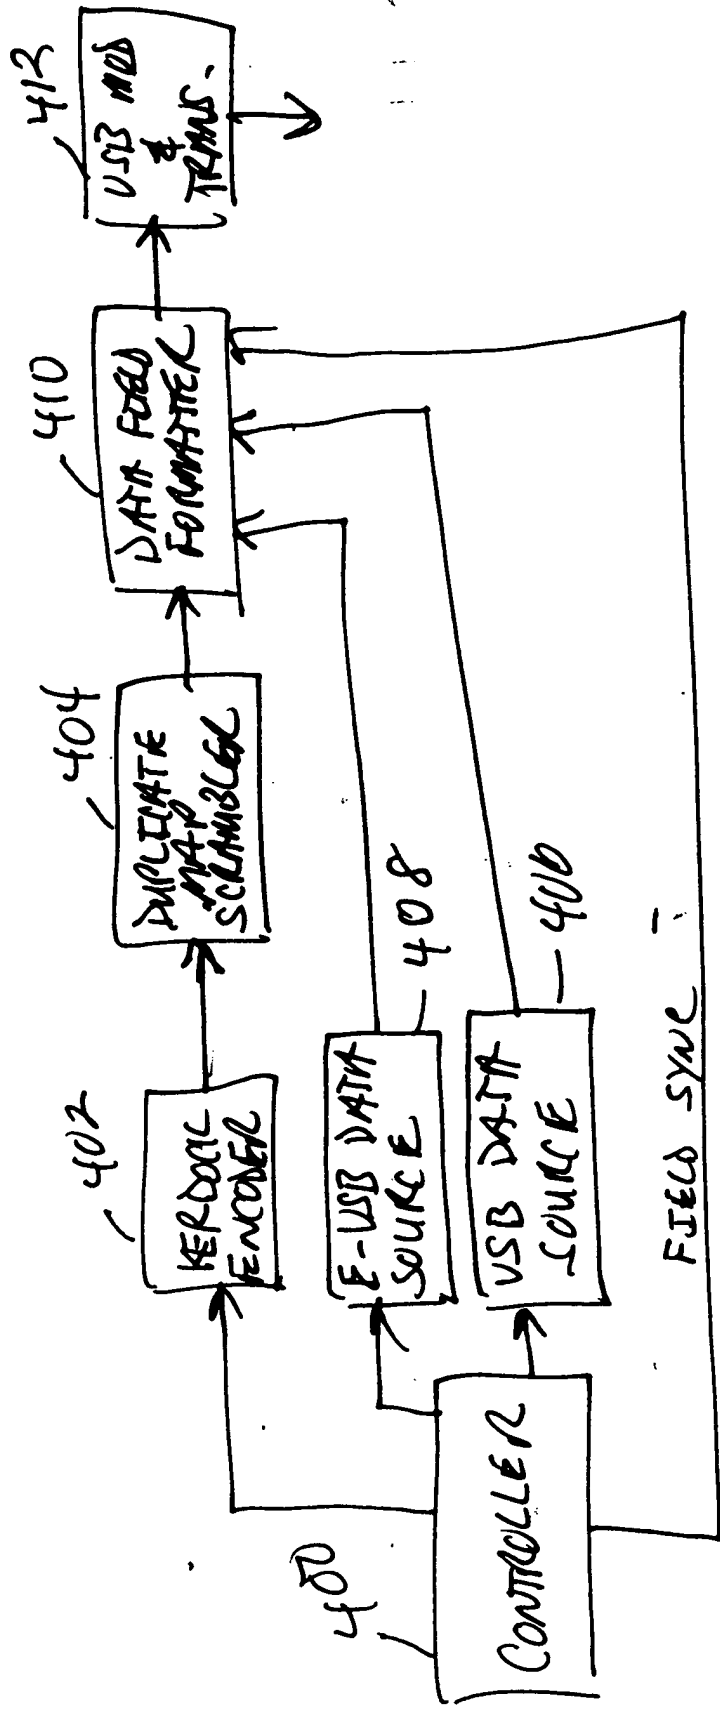 402
KERDOCK
ENCODER
404
DUPLICATE
MAP
SCRAMBLER
410
DATA FIELD
FORMATTER
412
VSB MOD
&
TRANS.
400
CONTROLLER
E-VSB DATA
SOURCE
408
VSB DATA
SOURCE
406
FIELD SYNC